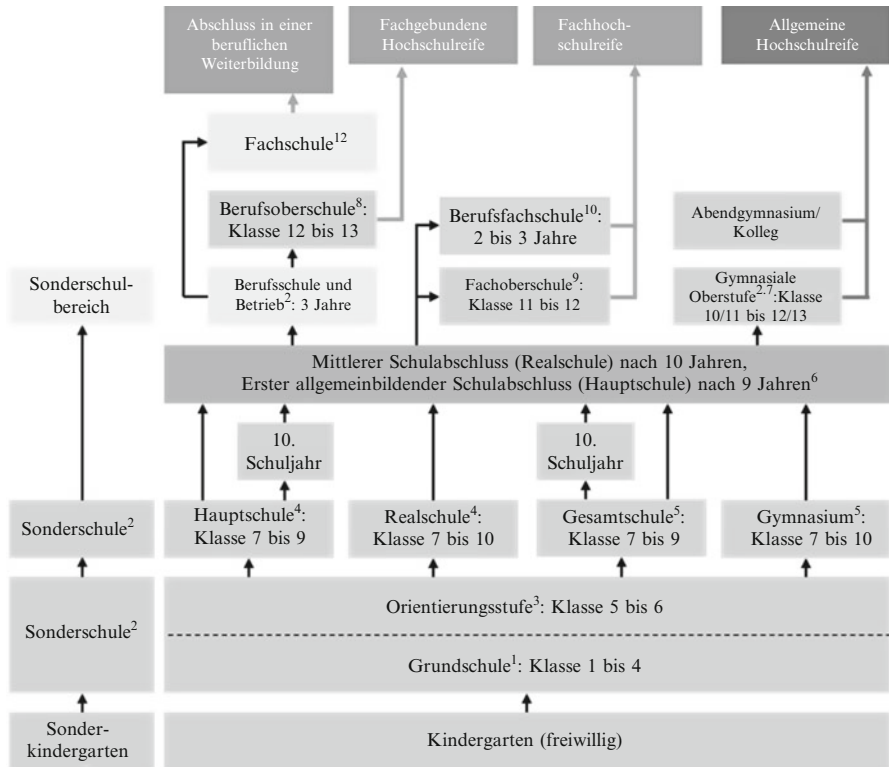 Abschluss in einer
beruflichen
Weiterbildung
Fachgebundene
Hochschulreife
Fachhoch-
schulreife
Allgemeine
Hochschulreife
Fachschule¹²
Berufsoberschule⁸:
Klasse 12 bis 13
Berufsfachschule¹⁰:
2 bis 3 Jahre
Abendgymnasium/
Kolleg
Sonderschul-
bereich
Berufsschule und
Betrieb²: 3 Jahre
Fachoberschule⁹:
Klasse 11 bis 12
Gymnasiale
Oberstufe²·⁷:Klasse
10/11 bis 12/13
Mittlerer Schulabschluss (Realschule) nach 10 Jahren,
Erster allgemeinbildender Schulabschluss (Hauptschule) nach 9 Jahren⁶
10.
Schuljahr
10.
Schuljahr
Sonderschule²
Hauptschule⁴:
Klasse 7 bis 9
Realschule⁴:
Klasse 7 bis 10
Gesamtschule⁵:
Klasse 7 bis 9
Gymnasium⁵:
Klasse 7 bis 10
Sonderschule²
Orientierungsstufe³: Klasse 5 bis 6
Grundschule¹: Klasse 1 bis 4
Sonder-
kindergarten
Kindergarten (freiwillig)